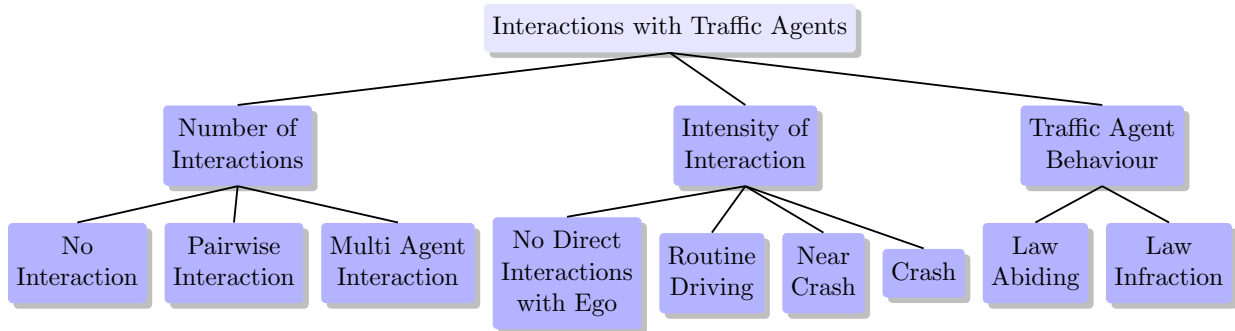 Interactions with Traffic Agents
Number of
Interactions
Intensity of
Interaction
Traffic Agent
Behaviour
No
Interaction
Pairwise
Interaction
Multi Agent
Interaction
No Direct
Interactions
with Ego
Routine
Driving
Near
Crash
Crash
Law
Abiding
Law
Infraction